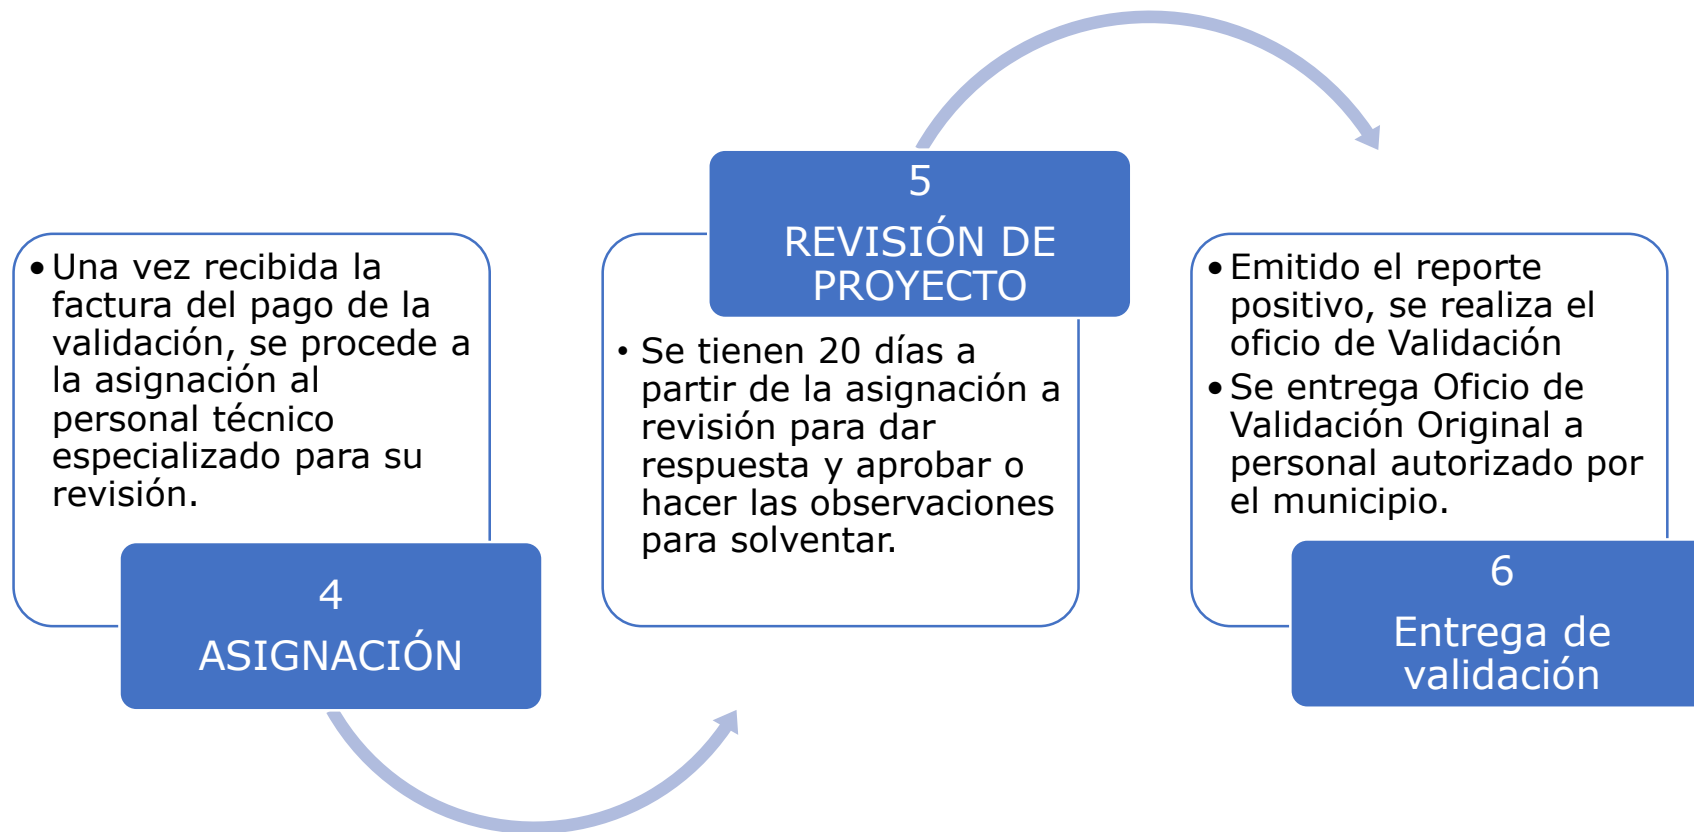 • Una vez recibida la
factura del pago de la
validación, se procede a
la asignación al
personal técnico
especializado para su
revisión.
4
ASIGNACIÓN
5
REVISIÓN DE
PROYECTO
• Se tienen 20 días a
partir de la asignación a
revisión para dar
respuesta y aprobar o
hacer las observaciones
para solventar.
• Emitido el reporte
positivo, se realiza el
oficio de Validación
• Se entrega Oficio de
Validación Original a
personal autorizado por
el municipio.
6
Entrega de
validación